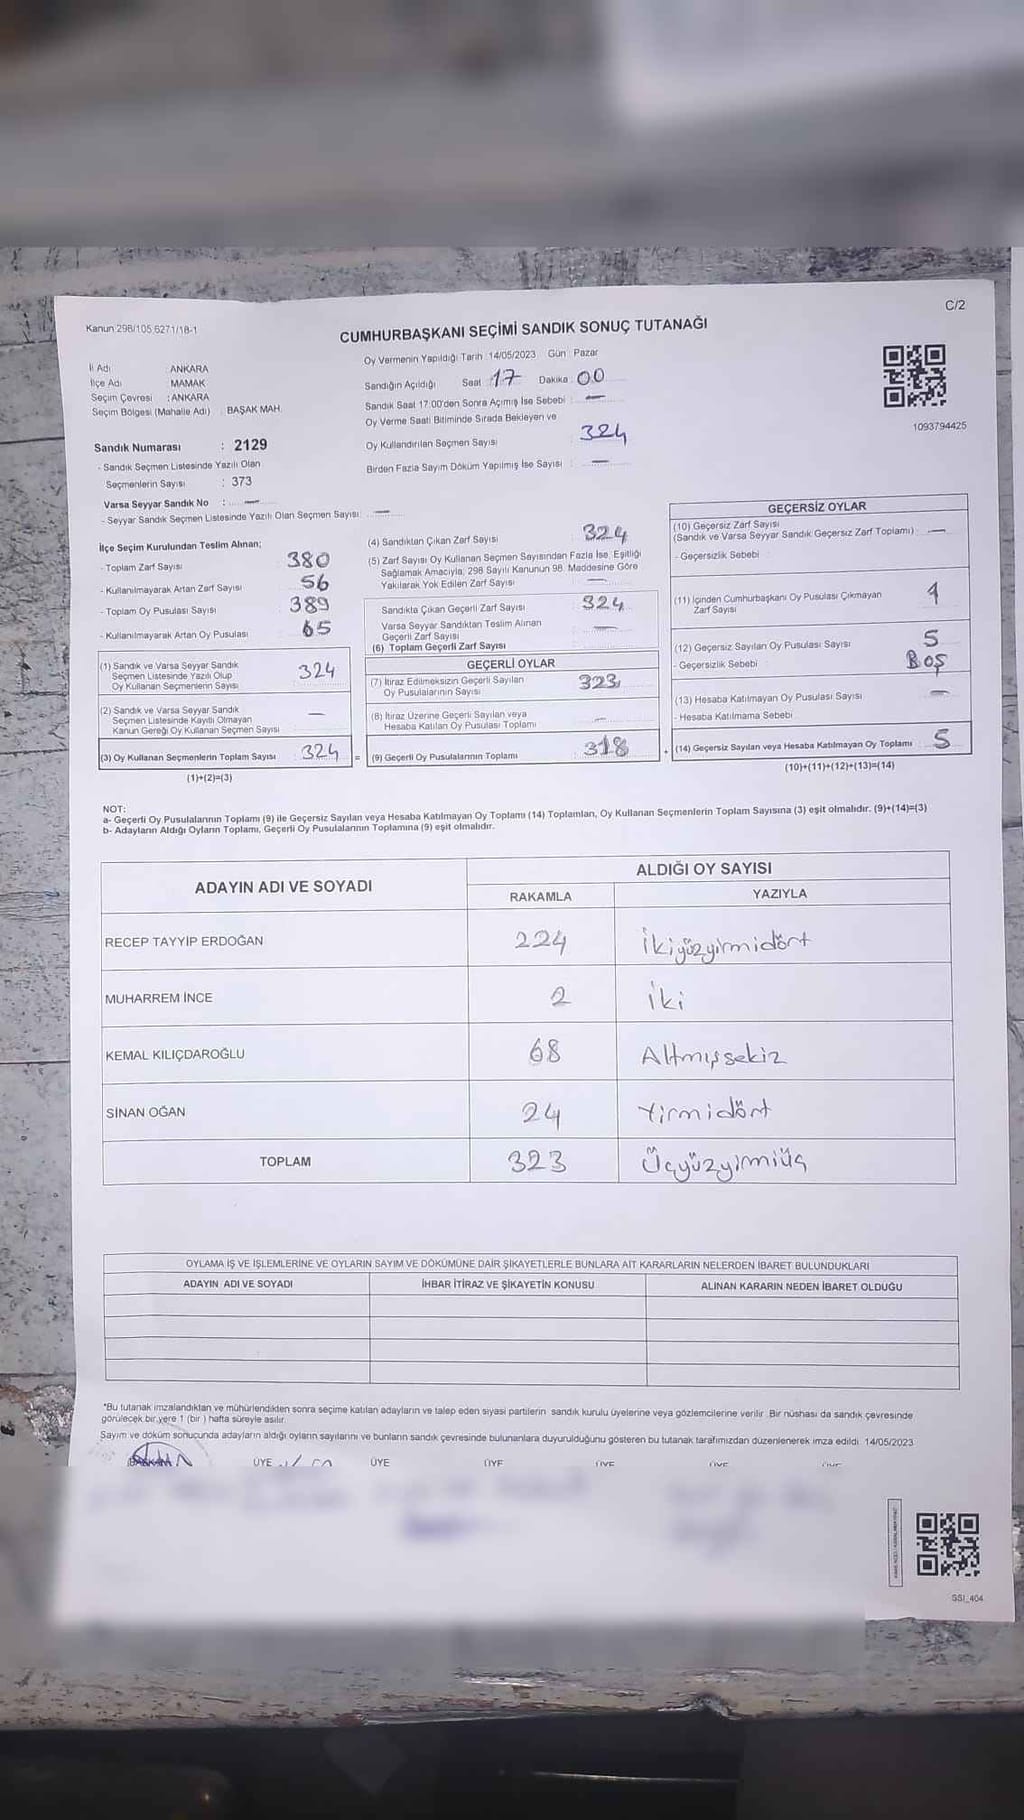 C/2
Kanun 298/105,6271/18-1
CUMHURBAŞKANI SEÇİMİ SANDIK SONUÇ TUTANAĞI
İl Adı ANKARA
İlçe Adı MAMAK
Seçim Çevresi : ANKARA
Seçim Bölgesi (Mahalle Adı) : BAŞAK MAH.
Oy Vermenin Yapıldığı Tarih : 14/05/2023 Gün : Pazar
Sandığın Açıldığı Saat : 17 Dakika : 00
Sandık Saat 17:00'den Sonra Açılmış İse Sebebi : —
Oy Verme Saati Bitiminde Sırada Bekleyen ve
Oy Kullandırılan Seçmen Sayısı : 324
Birden Fazla Sayım Döküm Yapılmış İse Sayısı : —
1093794425
Sandık Numarası : 2129
- Sandık Seçmen Listesinde Yazılı Olan
Seçmenlerin Sayısı : 373
Varsa Seyyar Sandık No : —
- Seyyar Sandık Seçmen Listesinde Yazılı Olan Seçmen Sayısı: —
İlçe Seçim Kurulundan Teslim Alınan;
- Toplam Zarf Sayısı 380
- Kullanılmayarak Artan Zarf Sayısı 56
- Toplam Oy Pusulası Sayısı 389
- Kullanılmayarak Artan Oy Pusulası 65
(1) Sandık ve Varsa Seyyar Sandık
Seçmen Listesinde Yazılı Olup
Oy Kullanan Seçmenlerin Sayısı 324
(2) Sandık ve Varsa Seyyar Sandık
Seçmen Listesinde Kayıtlı Olmayan
Kanun Gereği Oy Kullanan Seçmen Sayısı —
(3) Oy Kullanan Seçmenlerin Toplam Sayısı 324
(1)+(2)=(3)
(4) Sandıktan Çıkan Zarf Sayısı 324
(5) Zarf Sayısı Oy Kullanan Seçmen Sayısından Fazla İse, Eşitliği
Sağlamak Amacıyla, 298 Sayılı Kanunun 98. Maddesine Göre
Yakılarak Yok Edilen Zarf Sayısı —
Sandıkta Çıkan Geçerli Zarf Sayısı 324
Varsa Seyyar Sandıktan Teslim Alınan
Geçerli Zarf Sayısı —
(6) Toplam Geçerli Zarf Sayısı
GEÇERLİ OYLAR
(7) İtiraz Edilmeksizin Geçerli Sayılan
Oy Pusulalarının Sayısı 323
(8) İtiraz Üzerine Geçerli Sayılan veya
Hesaba Katılan Oy Pusulası Toplamı —
= (9) Geçerli Oy Pusulalarının Toplamı 318
GEÇERSİZ OYLAR
(10) Geçersiz Zarf Sayısı
(Sandık ve Varsa Seyyar Sandık Geçersiz Zarf Toplamı) : —
- Geçersizlik Sebebi
(11) İçinden Cumhurbaşkanı Oy Pusulası Çıkmayan
Zarf Sayısı 1
(12) Geçersiz Sayılan Oy Pusulası Sayısı 5
- Geçersizlik Sebebi Boş
(13) Hesaba Katılmayan Oy Pusulası Sayısı —
- Hesaba Katılmama Sebebi
+ (14) Geçersiz Sayılan veya Hesaba Katılmayan Oy Toplamı 5
(10)+(11)+(12)+(13)=(14)
NOT:
a- Geçerli Oy Pusulalarının Toplamı (9) ile Geçersiz Sayılan veya Hesaba Katılmayan Oy Toplamı (14) Toplamları, Oy Kullanan Seçmenlerin Toplam Sayısına (3) eşit olmalıdır. (9)+(14)=(3)
b- Adayların Aldığı Oyların Toplamı, Geçerli Oy Pusulalarının Toplamına (9) eşit olmalıdır.
ADAYIN ADI VE SOYADI ALDIĞI OY SAYISI
RAKAMLA YAZIYLA
RECEP TAYYİP ERDOĞAN 224 İkiyüzyirmidört
MUHARREM İNCE 2 İki
KEMAL KILIÇDAROĞLU 68 Altmışsekiz
SİNAN OĞAN 24 Yirmidört
TOPLAM 323 Üçyüzyirmiüç
OYLAMA İŞ VE İŞLEMLERİNE VE OYLARIN SAYIM VE DÖKÜMÜNE DAİR ŞİKAYETLERLE BUNLARA AİT KARARLARIN NELERDEN İBARET BULUNDUKLARI
ADAYIN ADI VE SOYADI İHBAR İTİRAZ VE ŞİKAYETİN KONUSU ALINAN KARARIN NEDEN İBARET OLDUĞU
*Bu tutanak imzalandıktan ve mühürlendikten sonra seçime katılan adayların ve talep eden siyasi partilerin sandık kurulu üyelerine veya gözlemcilerine verilir. Bir nüshası da sandık çevresinde
görülecek bir yere 1 (bir) hafta süreyle asılır.
Sayım ve döküm sonucunda adayların aldığı oyların sayılarını ve bunların sandık çevresinde bulunanlara duyurulduğunu gösteren bu tutanak tarafımızdan düzenlenerek imza edildi. 14/05/2023
BAŞKAN ÜYE ÜYE ÜYE ÜYE ÜYE ÜYE
SSİ_404